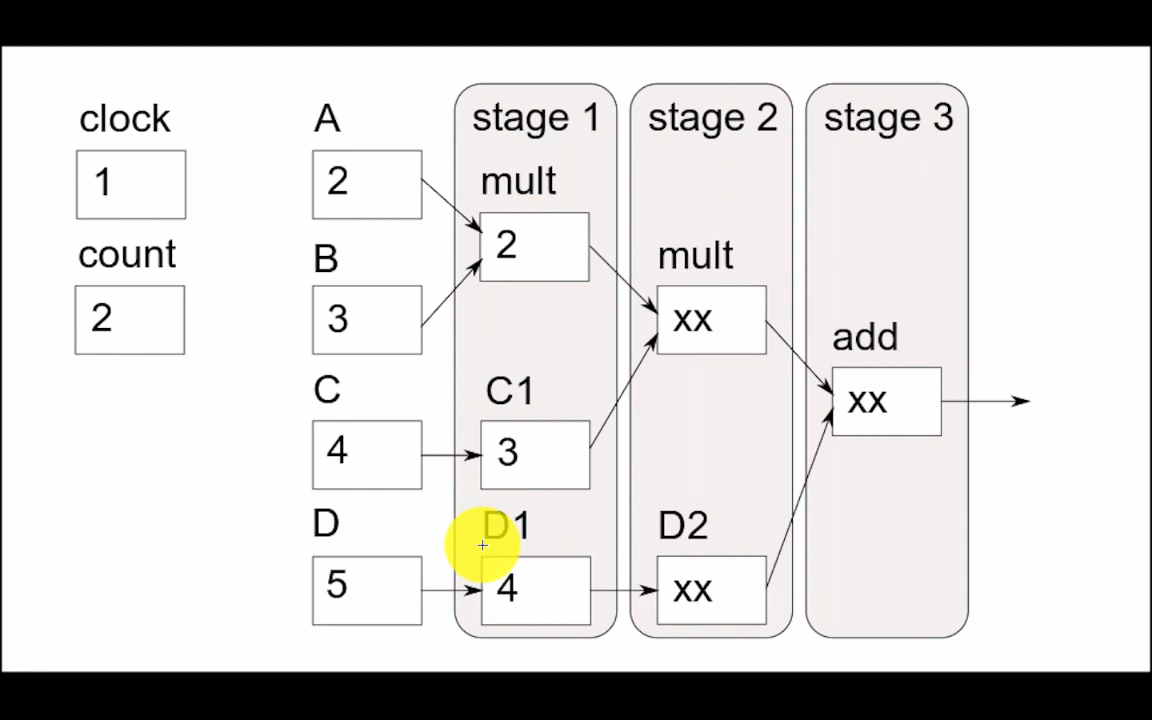 clock
1
count
2
A
2
B
3
C
4
D
5
stage 1
mult
2
C1
3
D1
4
stage 2
mult
xx
D2
xx
stage 3
add
xx